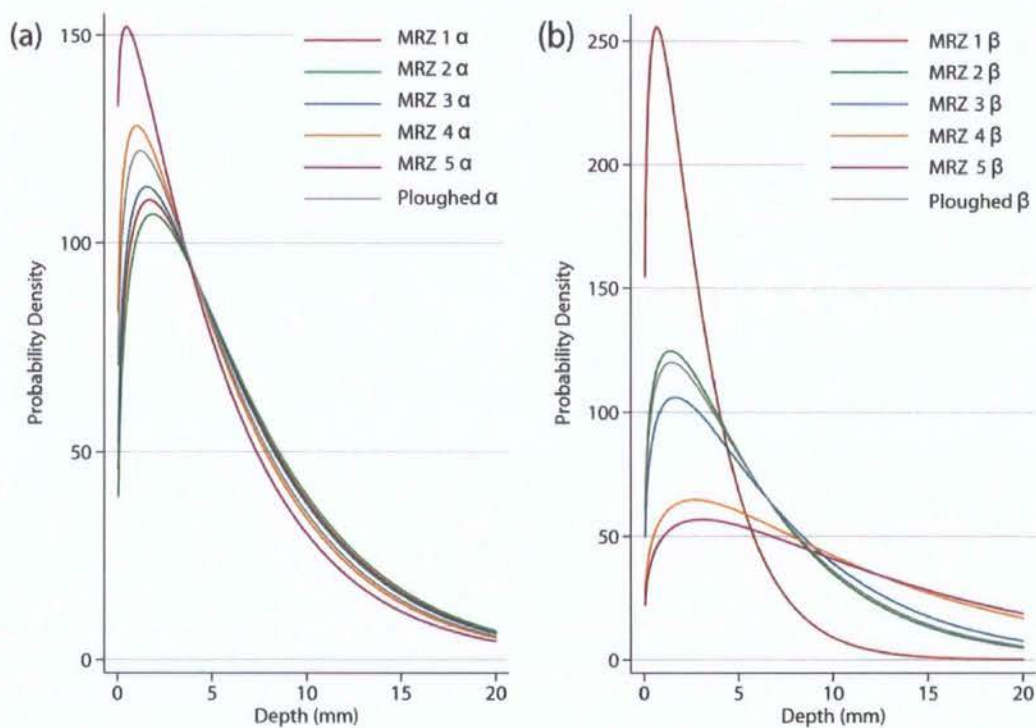 (a)
150
100
50
0
Probability Density
0 5 10 15 20
Depth (mm)
MRZ 1 α
MRZ 2 α
MRZ 3 α
MRZ 4 α
MRZ 5 α
Ploughed α
(b)
250
200
150
100
50
0
Probability Density
0 5 10 15 20
Depth (mm)
MRZ 1 β
MRZ 2 β
MRZ 3 β
MRZ 4 β
MRZ 5 β
Ploughed β